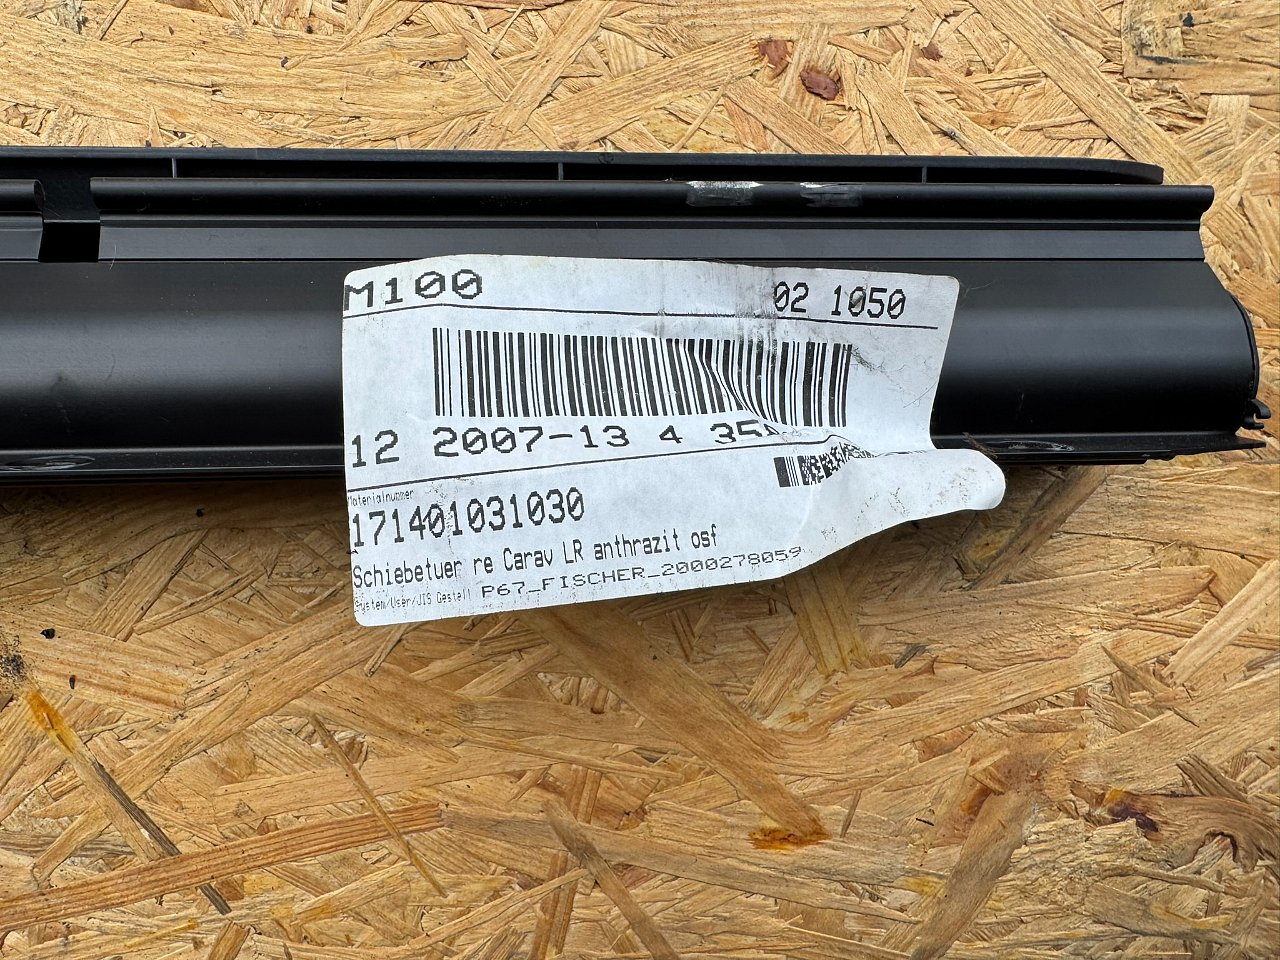 M100 02 1050
12 2007-13 4 35
Materialnummer
171401031030
Schiebetuer re Carav LR anthrazit osf
System/User/JIS Gestell P67_FISCHER_2000278059